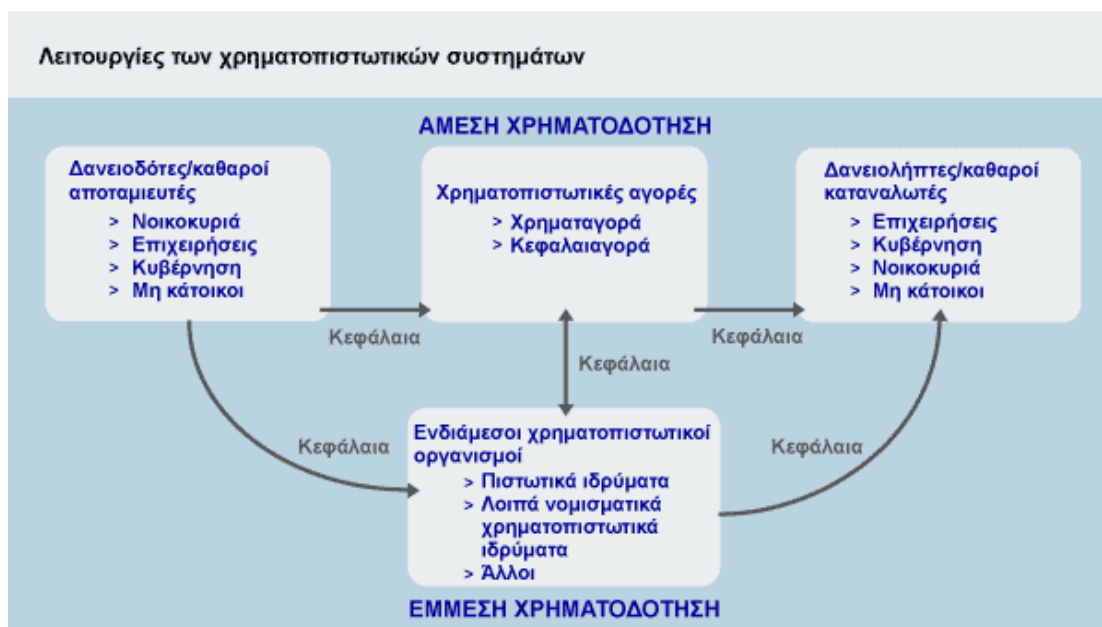 Λειτουργίες των χρηματοπιστωτικών συστημάτων
ΑΜΕΣΗ ΧΡΗΜΑΤΟΔΟΤΗΣΗ
Δανειοδότες/καθαροί
αποταμιευτές
> Νοικοκυριά
> Επιχειρήσεις
> Κυβέρνηση
> Μη κάτοικοι
Χρηματοπιστωτικές αγορές
> Χρηματαγορά
> Κεφαλαιαγορά
Δανειολήπτες/καθαροί
καταναλωτές
> Επιχειρήσεις
> Κυβέρνηση
> Νοικοκυριά
> Μη κάτοικοι
Κεφάλαια
Κεφάλαια
Κεφάλαια
Κεφάλαια
Κεφάλαια
Ενδιάμεσοι χρηματοπιστωτικοί
οργανισμοί
> Πιστωτικά ιδρύματα
> Λοιπά νομισματικά
χρηματοπιστωτικά
ιδρύματα
> Άλλοι
ΕΜΜΕΣΗ ΧΡΗΜΑΤΟΔΟΤΗΣΗ